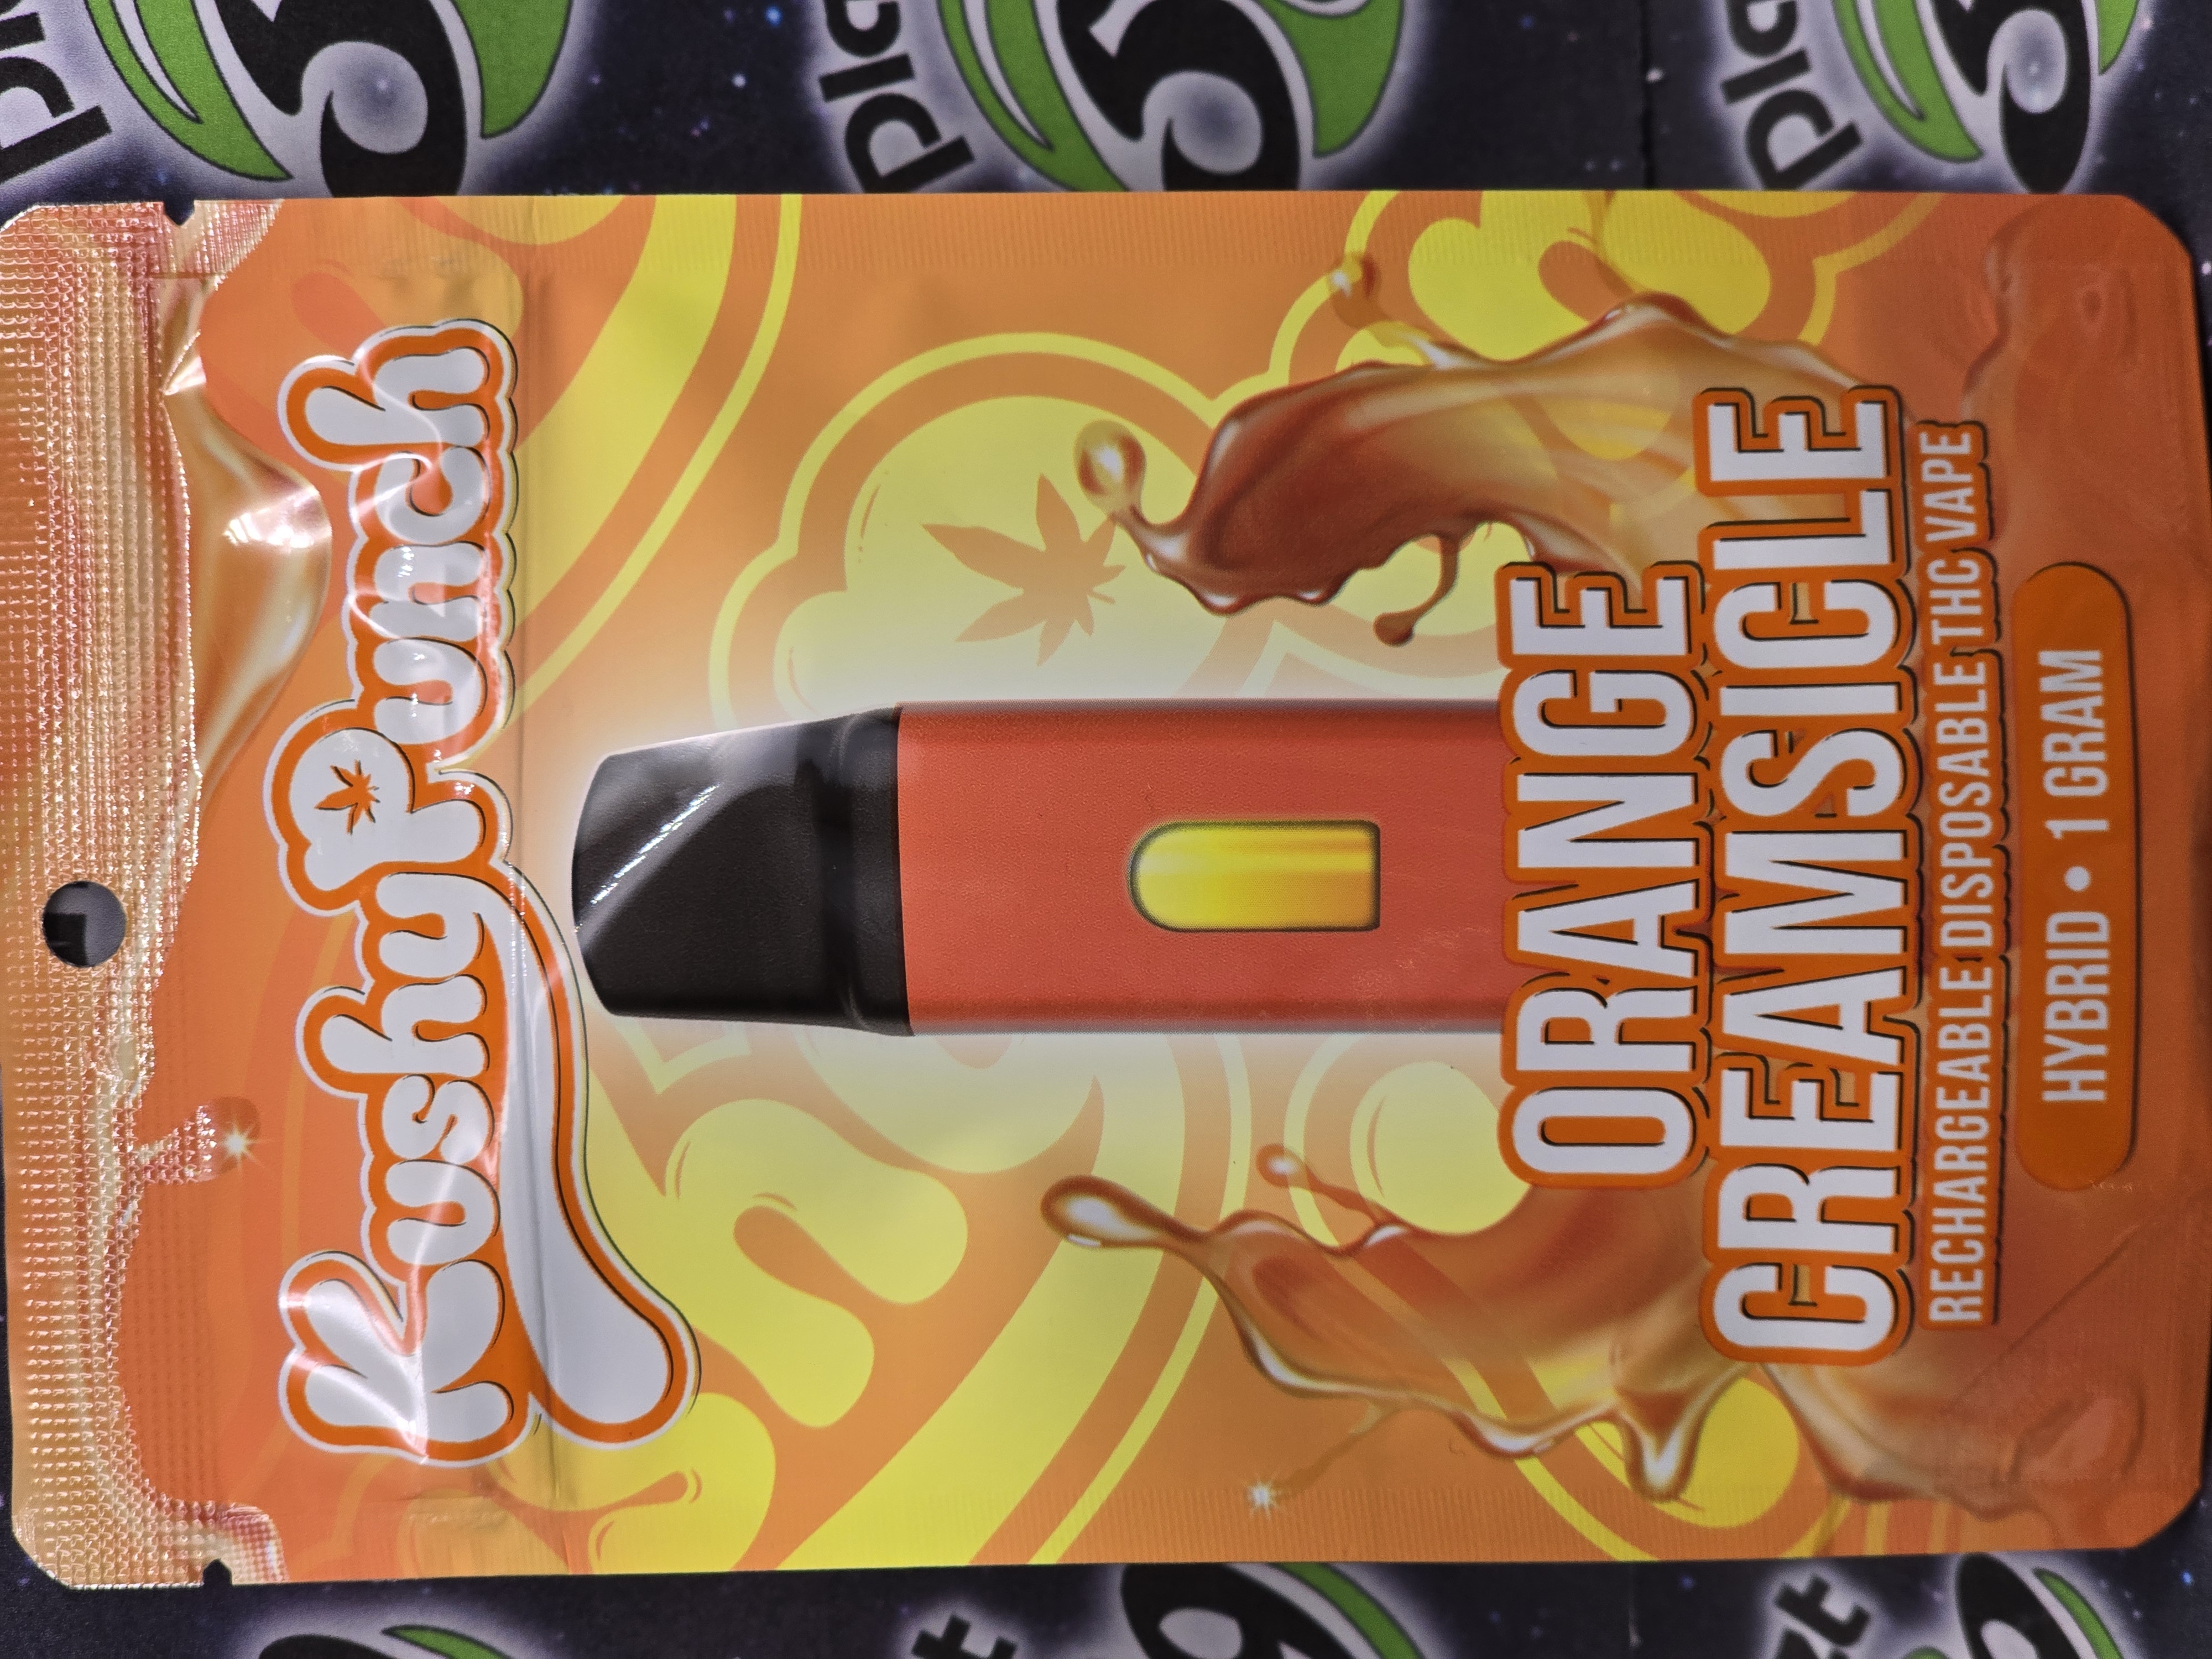 KushyPunch
ORANGE
CREAMSICLE
RECHARGEABLE DISPOSABLE THC VAPE
HYBRID • 1 GRAM